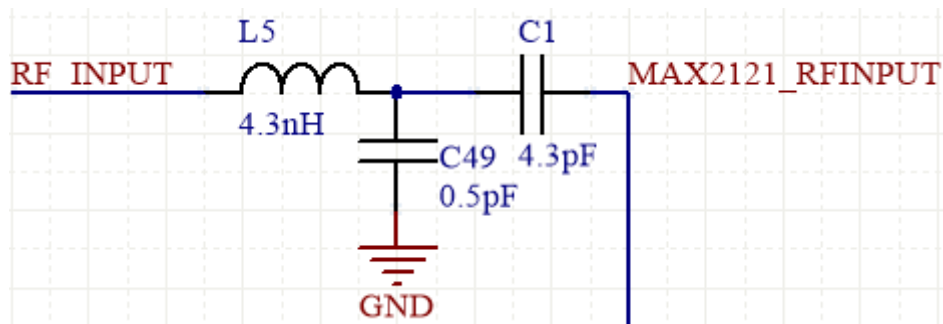 L5
C1
RF_INPUT
MAX2121_RFINPUT
4.3nH
C49
4.3pF
0.5pF
GND